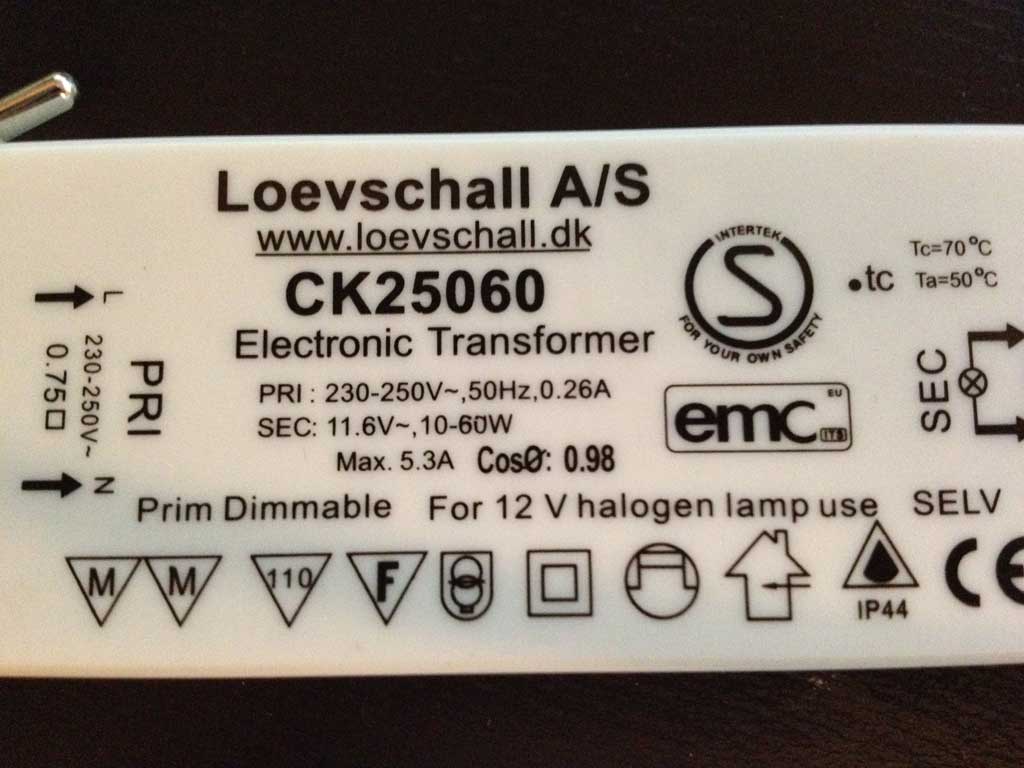 Loevschall A/S
www.loevschall.dk
CK25060
Electronic Transformer
PRI : 230-250V~,50Hz,0.26A
SEC: 11.6V~,10-60W
Max. 5.3A CosØ: 0.98
Prim Dimmable For 12 V halogen lamp use SELV
L
230-250V~
0.75
N
PRI
INTERTEK
S
FOR YOUR OWN SAFETY
.tc
Tc=70°C
Ta=50°C
emc
EU
ITS
SEC
M M 110 F
IP44
CE